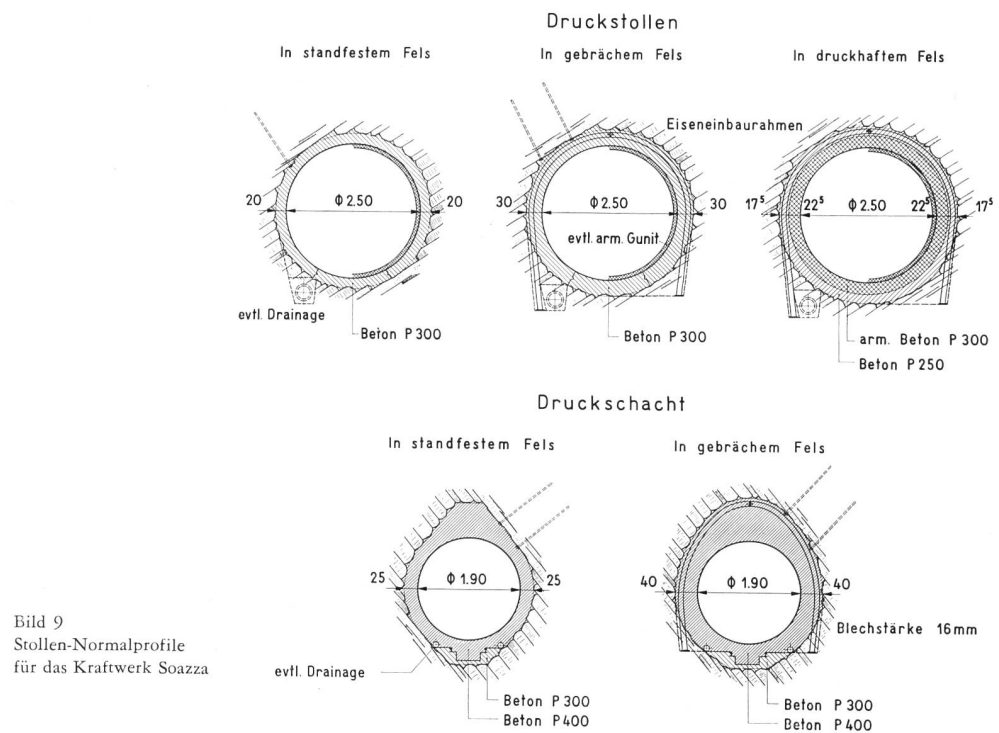 Druckstollen
In standfestem Fels
In gebrächem Fels
In druckhaftem Fels
Eiseneinbaurahmen
20
Φ 2.50
20
30
Φ 2.50
30
17⁵
22⁵
Φ 2.50
22⁵
17⁵
evtl. arm. Gunit
evtl. Drainage
Beton P 300
Beton P 300
arm. Beton P 300
Beton P 250
Druckschacht
In standfestem Fels
In gebrächem Fels
25
Φ 1.90
25
40
Φ 1.90
40
Blechstärke 16mm
evtl. Drainage
Beton P 300
Beton P 400
Beton P 300
Beton P 400
Bild 9
Stollen-Normalprofile
für das Kraftwerk Soazza